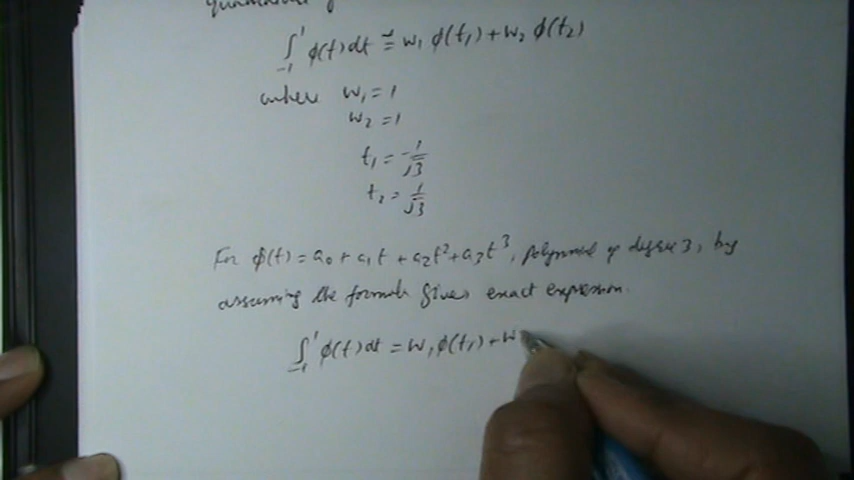 ∫₋₁¹ φ(t) dt ≅ w₁ φ(t₁) + w₂ φ(t₂)
where w₁ = 1
w₂ = 1
t₁ = -1/√3
t₂ = 1/√3
For φ(t) = a₀ + a₁t + a₂t² + a₃t³, polynomial of degree 3, by
assuming the formula gives exact expression.
∫₋₁¹ φ(t) dt = w₁ φ(t₁) + w